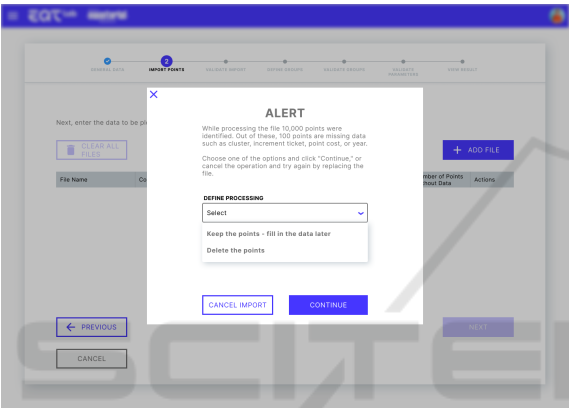 2
GENERAL DATA
IMPORT POINTS
VALIDATE IMPORT
DEFINE GROUPS
VALIDATE GROUPS
VALIDATE
VIEW RESULT
Next, enter the data to be
CLEAR ALL
FILES
ADD FILE
File Name
Co
mber of Points
hout Data
Actions
ALERT
While processing the file 10,000 points were
identified. Out of these, 100 points are missing data
such as cluster, increment ticket, point cost, or year.
Choose one of the options and click "Continue," or
cancel the operation and try again by replacing the
file.
DEFINE PROCESSING
Select
Keep the points - fill in the data later
Delete the points
CANCEL IMPORT
CONTINUE
PREVIOUS
NEXT
CANCEL
SCITE